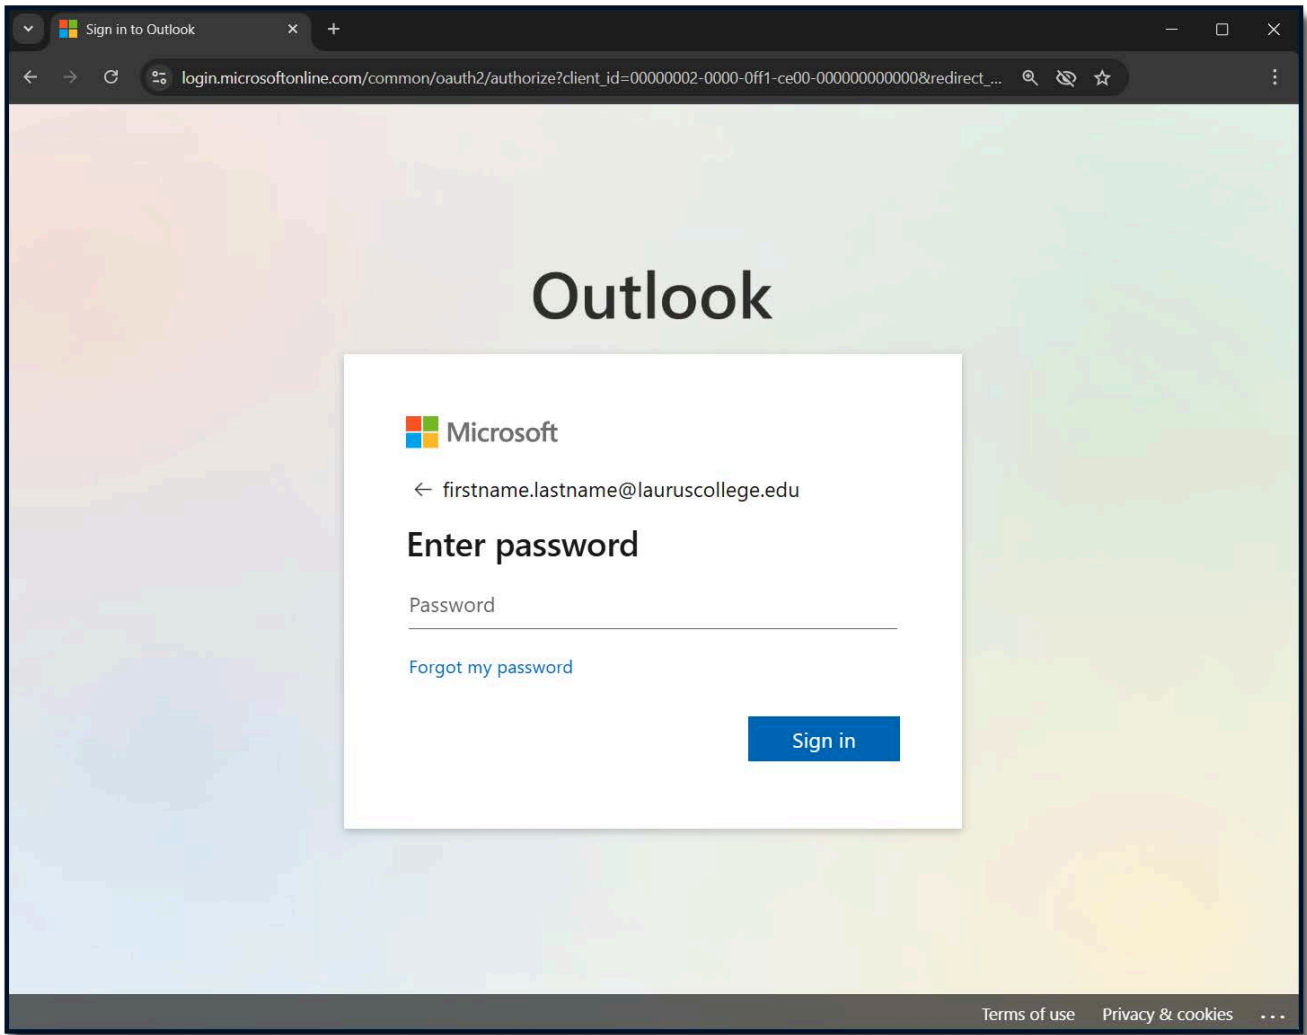 Sign in to Outlook
login.microsoftonline.com/common/oauth2/authorize?client_id=00000002-0000-0ff1-ce00-000000000000&redirect_...
Outlook
Microsoft
firstname.lastname@lauruscollege.edu
Enter password
Password
Forgot my password
Sign in
Terms of use Privacy & cookies ...